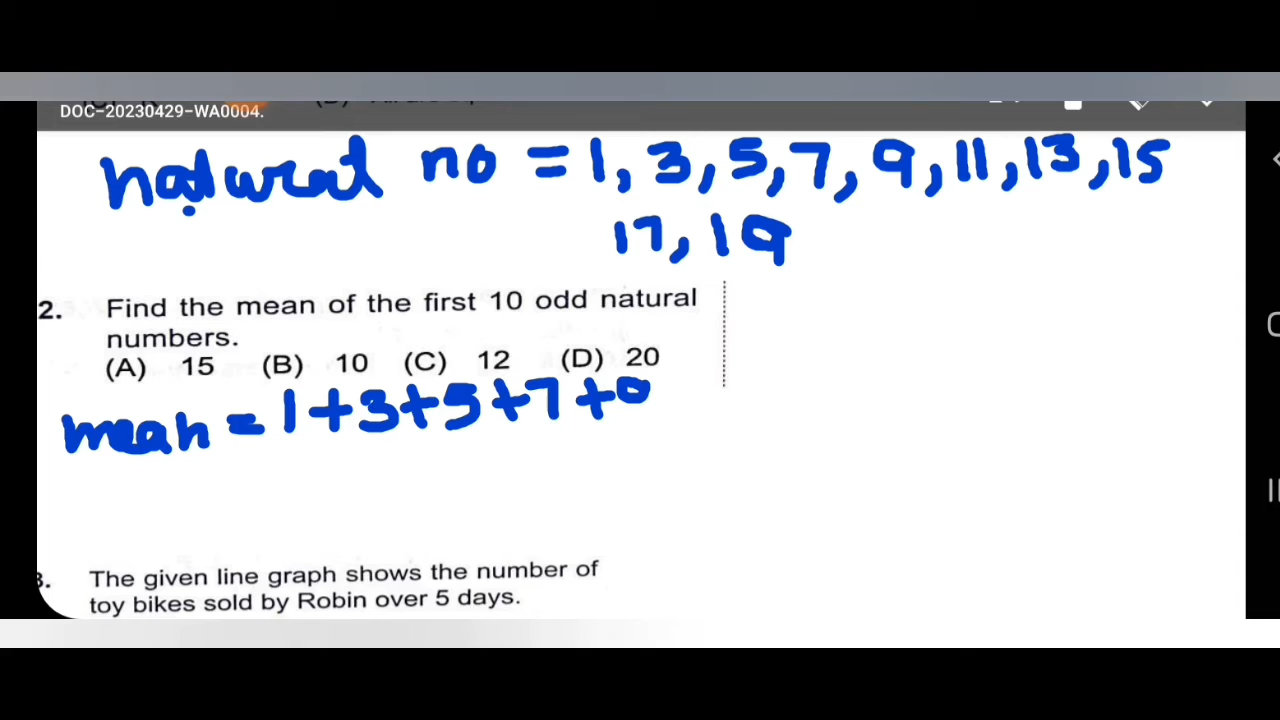 DOC-20230429-WA0004.
natural no = 1, 3, 5, 7, 9, 11, 13, 15
17, 19
2. Find the mean of the first 10 odd natural
numbers.
(A) 15 (B) 10 (C) 12 (D) 20
mean = 1+3+5+7+
3. The given line graph shows the number of
toy bikes sold by Robin over 5 days.